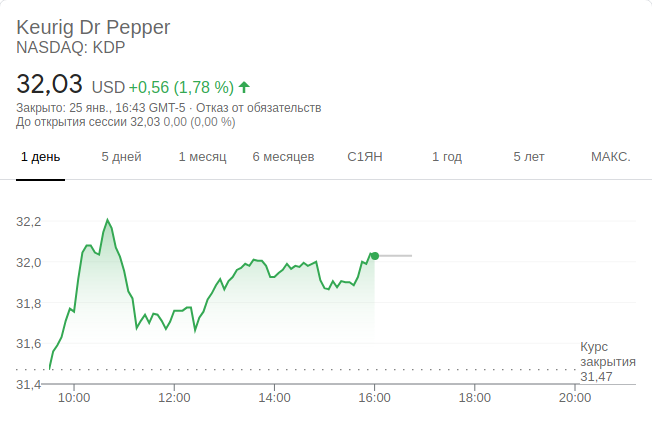 Keurig Dr Pepper
NASDAQ: KDP
32,03 USD +0,56 (1,78 %)
Закрыто: 25 янв., 16:43 GMT-5 · Отказ от обязательств
До открытия сессии 32,03 0,00 (0,00 %)
1 день 5 дней 1 месяц 6 месяцев С1ЯН 1 год 5 лет МАКС.
32,2
32,0
31,8
31,6
Курс
закрытия
31,47
31,4
10:00 12:00 14:00 16:00 18:00 20:00